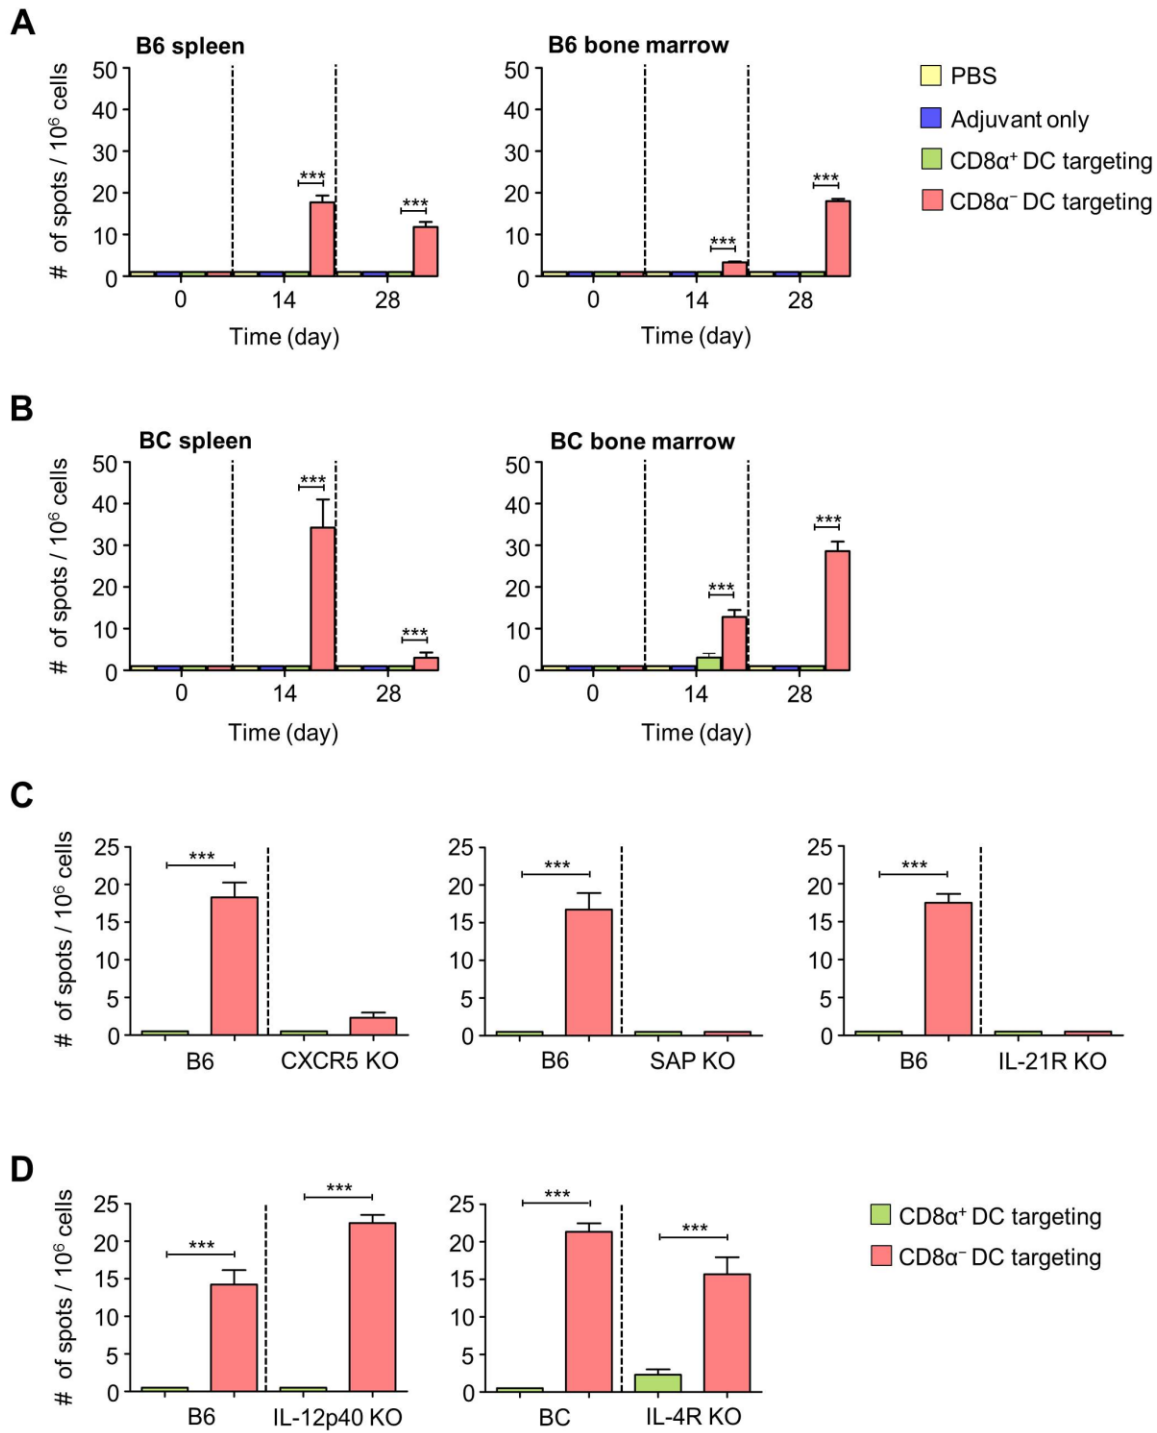 A
B6 spleen
B6 bone marrow
# of spots / 10⁶ cells
50
40
30
20
10
0
***
***
0 14 28
Time (day)
50
40
30
20
10
0
***
***
0 14 28
Time (day)
PBS
Adjuvant only
CD8α⁺ DC targeting
CD8α⁻ DC targeting
B
BC spleen
BC bone marrow
# of spots / 10⁶ cells
50
40
30
20
10
0
***
***
0 14 28
Time (day)
50
40
30
20
10
0
***
***
0 14 28
Time (day)
C
# of spots / 10⁶ cells
25
20
15
10
5
0
***
B6 CXCR5 KO
25
20
15
10
5
0
***
B6 SAP KO
25
20
15
10
5
0
***
B6 IL-21R KO
D
# of spots / 10⁶ cells
25
20
15
10
5
0
***
***
B6 IL-12p40 KO
25
20
15
10
5
0
***
***
BC IL-4R KO
CD8α⁺ DC targeting
CD8α⁻ DC targeting